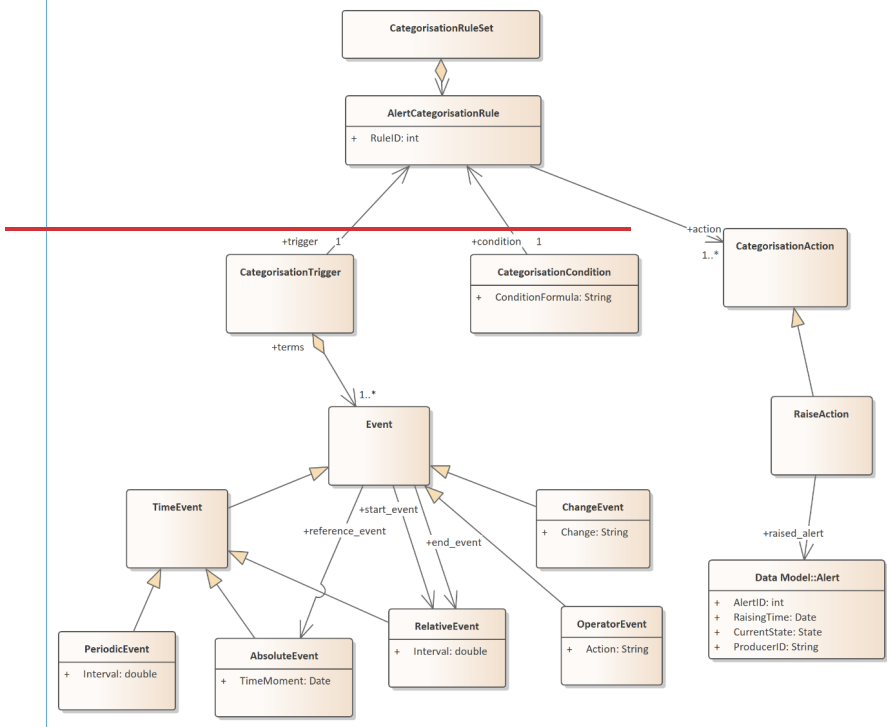 CategorisationRuleSet
AlertCategorisationRule
+ RuleID: int
+trigger 1
+condition 1
+action
1..*
CategorisationTrigger
CategorisationCondition
+ ConditionFormula: String
CategorisationAction
+terms
1..*
Event
RaiseAction
TimeEvent
+start_event
+reference_event
+end_event
ChangeEvent
+ Change: String
+raised_alert
Data Model::Alert
+ AlertID: int
+ RaisingTime: Date
+ CurrentState: State
+ ProducerID: String
PeriodicEvent
+ Interval: double
AbsoluteEvent
+ TimeMoment: Date
RelativeEvent
+ Interval: double
OperatorEvent
+ Action: String